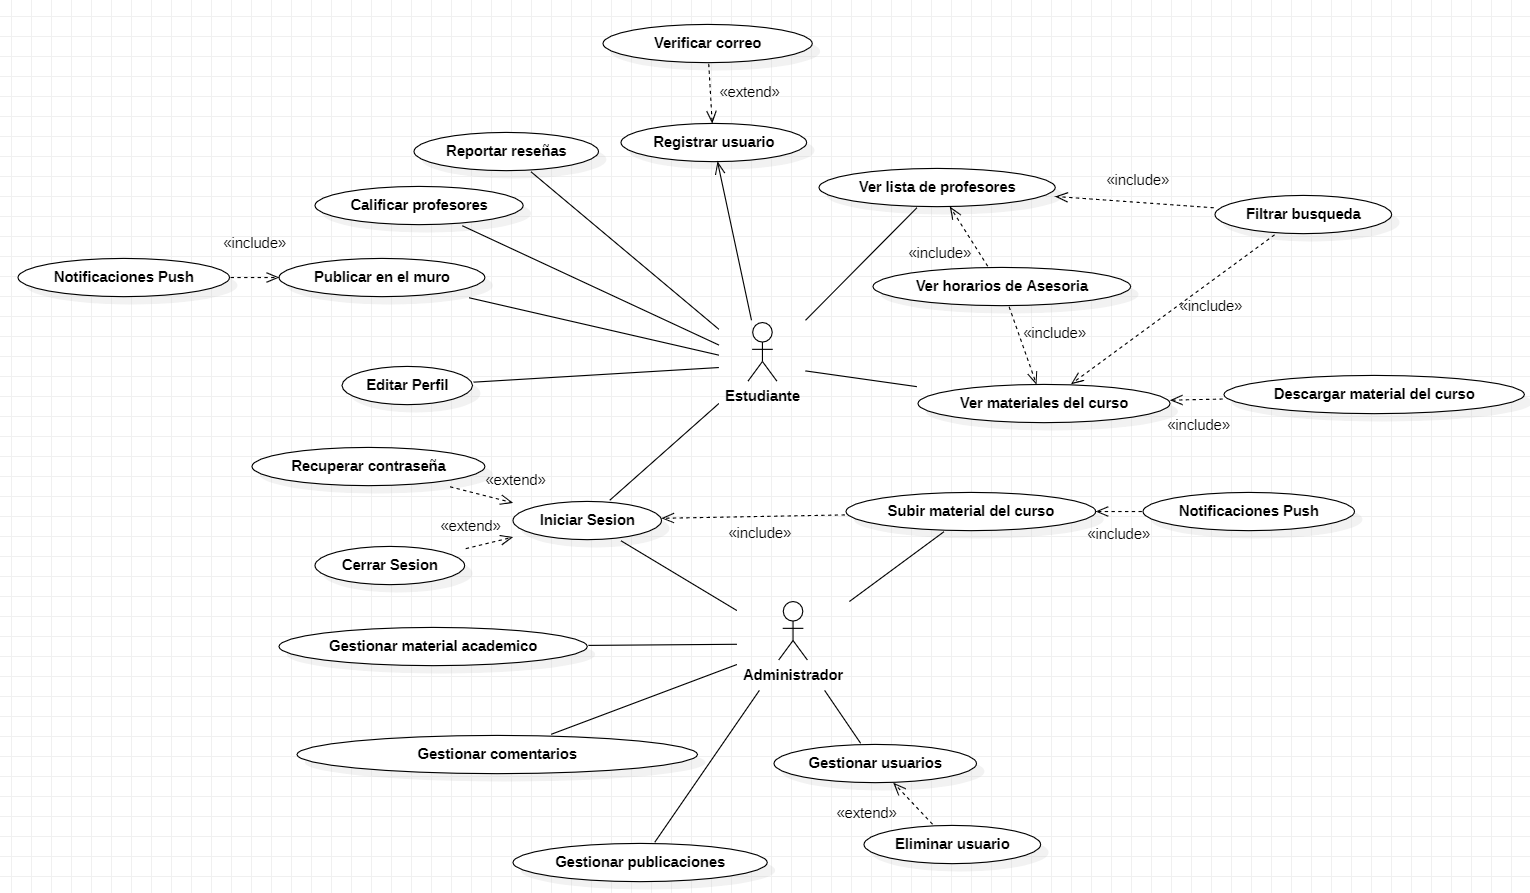 Verificar correo
«extend»
Registrar usuario
Reportar reseñas
Calificar profesores
«include»
Notificaciones Push
Publicar en el muro
Ver lista de profesores
«include»
Filtrar busqueda
«include»
Ver horarios de Asesoria
«include»
«include»
Editar Perfil
Estudiante
Ver materiales del curso
Descargar material del curso
«include»
Recuperar contraseña
«extend»
«extend»
Iniciar Sesion
Cerrar Sesion
«include»
Subir material del curso
«include»
Notificaciones Push
Gestionar material academico
Administrador
Gestionar comentarios
Gestionar usuarios
«extend»
Eliminar usuario
Gestionar publicaciones